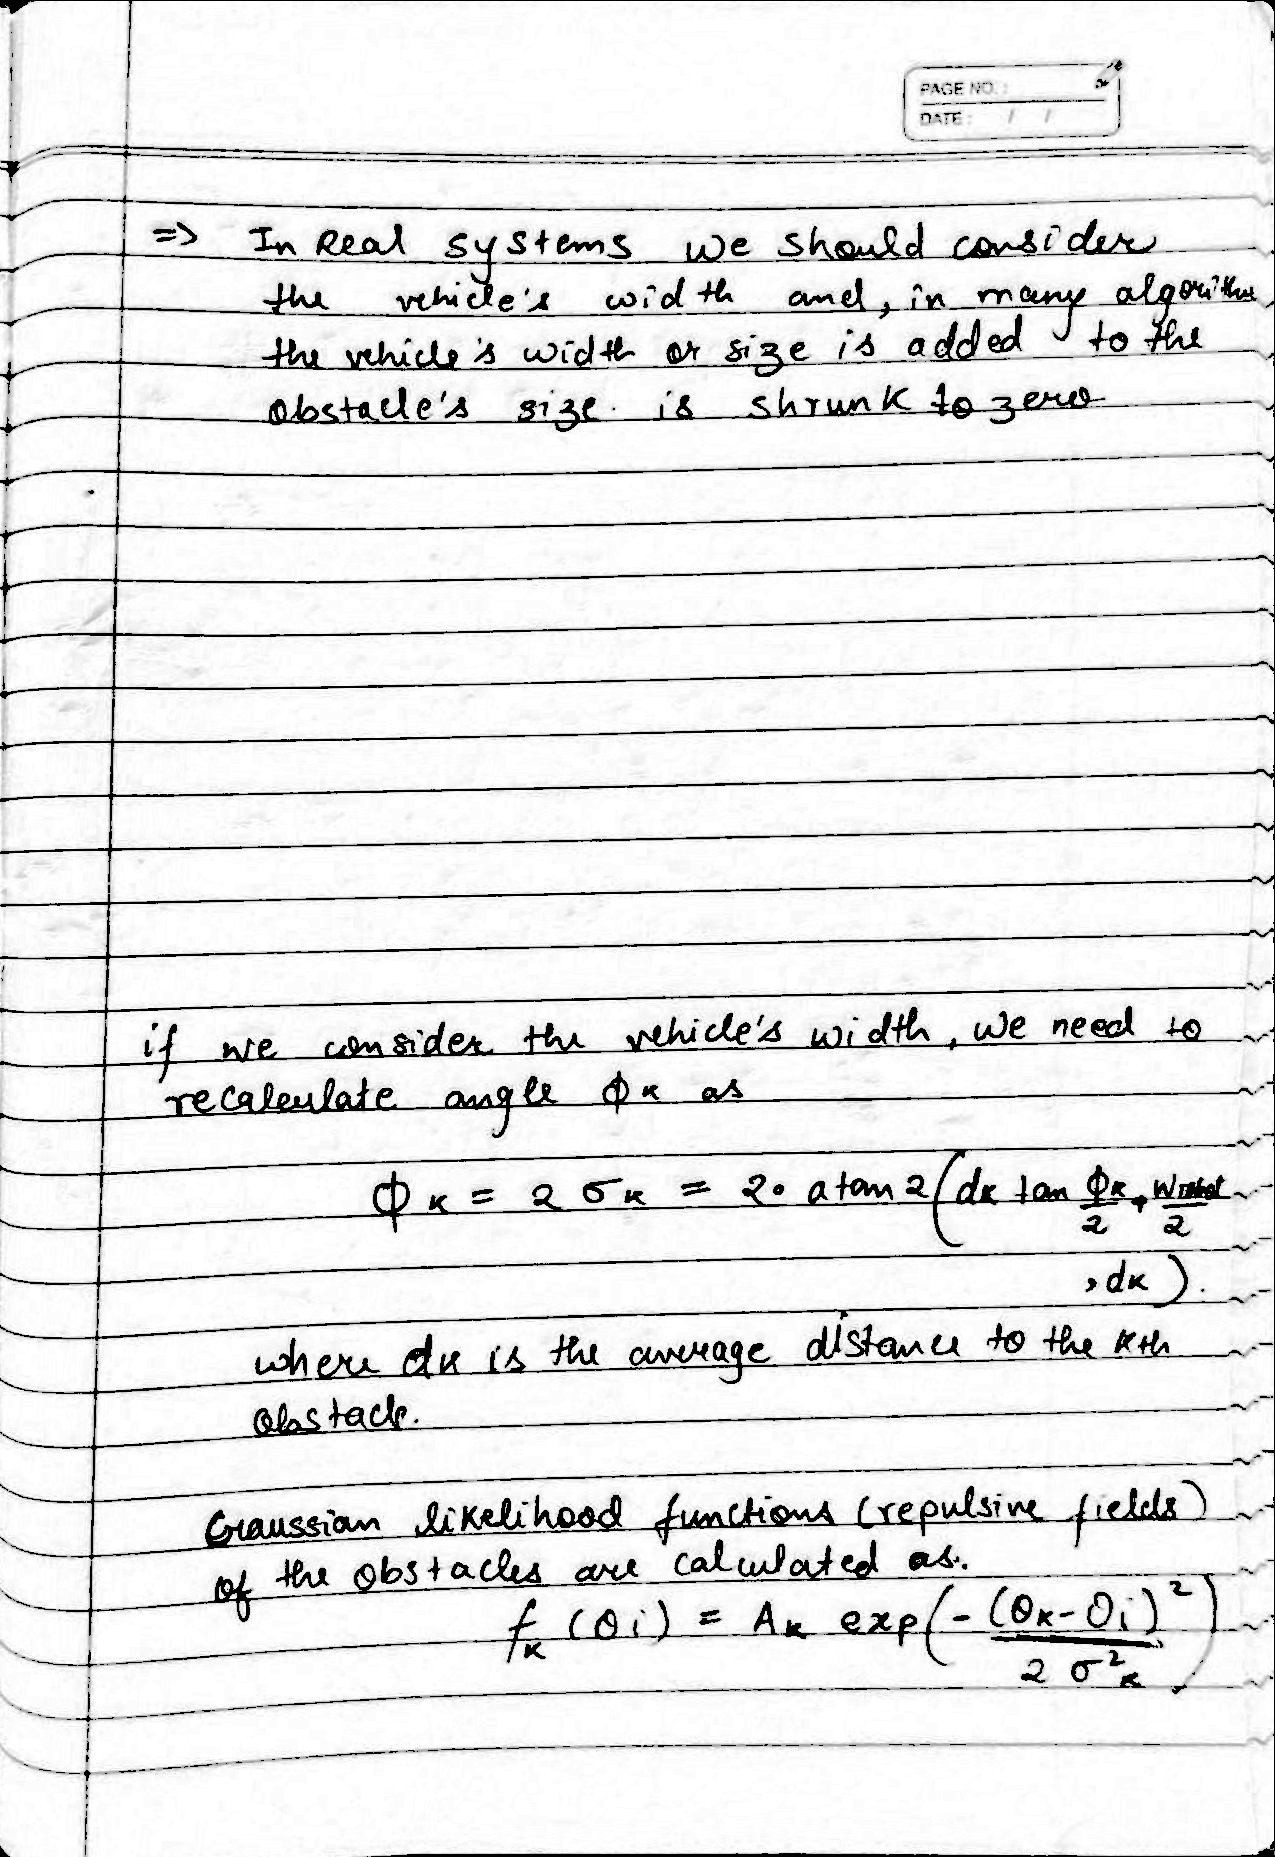 PAGE NO.:
DATE: / /
=> In Real systems we should consider
the vehicle's width and, in many algorithm
the vehicle's width or size is added to the
obstacle's size is shrunk to zero
if we consider the vehicle's width, we need to
recalculate angle ϕₖ as
ϕₖ = 2 σₖ = 2 • atan2 ( dₖ tan ϕₖ/2 + w robot/2
, dₖ ).
where dₖ is the average distance to the kth
obstacle.
Gaussian likelihood functions (repulsive fields)
of the obstacles are calculated as.
fₖ (θi) = Aₖ exp ( - (θₖ - θi)² / 2 σ²ₖ )